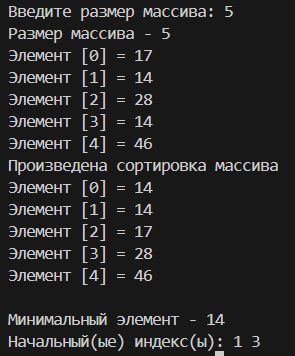 Введите размер массива: 5
Размер массива - 5
Элемент [0] = 17
Элемент [1] = 14
Элемент [2] = 28
Элемент [3] = 14
Элемент [4] = 46
Произведена сортировка массива
Элемент [0] = 14
Элемент [1] = 14
Элемент [2] = 17
Элемент [3] = 28
Элемент [4] = 46
Минимальный элемент - 14
Начальный(ые) индекс(ы): 1 3